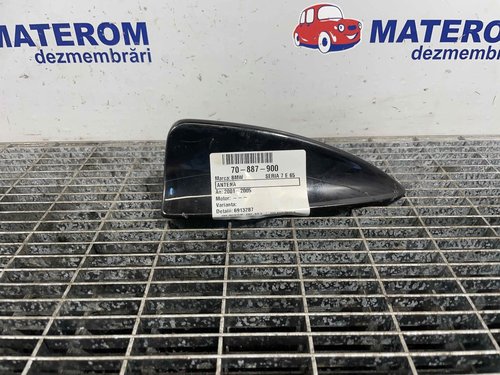 MATEROM
dezmembrări
MATEROM
dezmembrări
70-887-900
Marca: BMW SERIA 7 E 65
ANTENA
An: 2001 - 2005
Motor: - - -
Varianta:
Detalii: 6913287